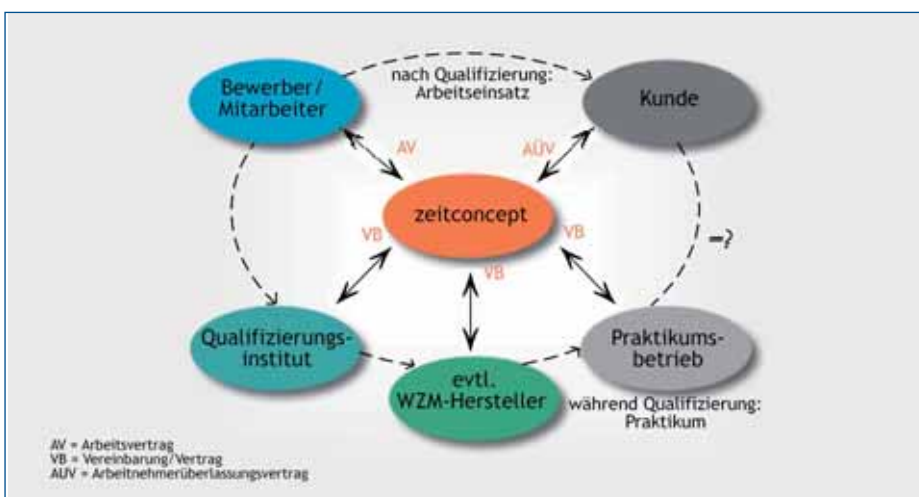 Bewerber/
Mitarbeiter
nach Qualifizierung:
Arbeitseinsatz
Kunde
AV
AÜV
zeitconcept
VB
VB
VB
=?
Qualifizierungs-
institut
evtl.
WZM-Hersteller
Praktikums-
betrieb
während Qualifizierung:
Praktikum
AV = Arbeitsvertrag
VB = Vereinbarung/Vertrag
AÜV = Arbeitnehmerüberlassungsvertrag